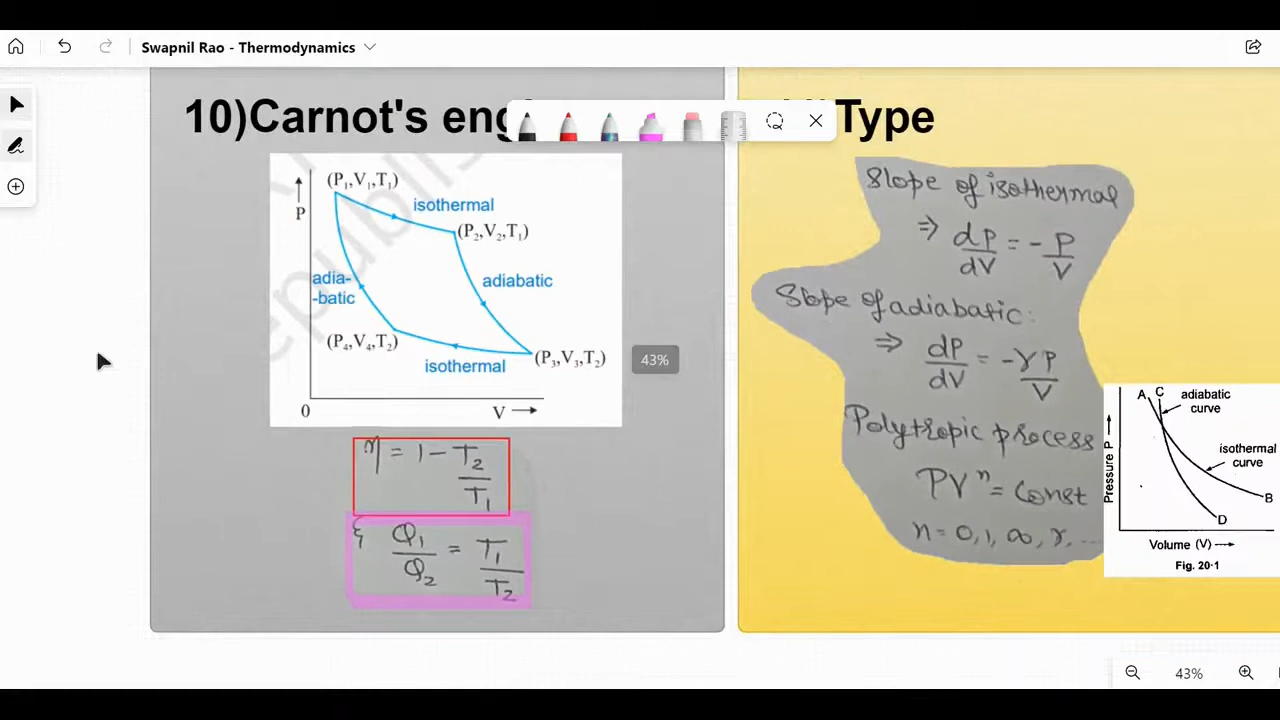 Swapnil Rao - Thermodynamics
10)Carnot's eng
Type
(P₁,V₁,T₁)
P
isothermal
(P₂,V₂,T₁)
adia-
-batic
adiabatic
(P₄,V₄,T₂)
isothermal
(P₃,V₃,T₂)
0
V
43%
η = 1 - T₂/T₁
& Q₁/Q₂ = T₁/T₂
Slope of isothermal
⇒ dP/dV = - P/V
Slope of adiabatic:
⇒ dP/dV = -γP/V
Polytropic process
PVⁿ = Const
n = 0, 1, ∞, γ, ...
A C
adiabatic
curve
isothermal
curve
Pressure P
B
D
Volume (V)
Fig. 20·1
43%